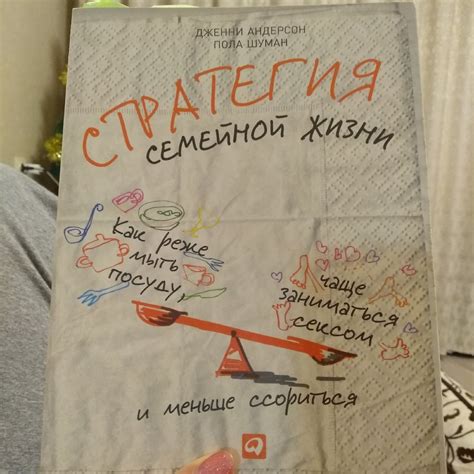 ДЖЕННИ АНДЕРСОН
ПОЛА ШУМАН
СТРАТЕГИЯ
СЕМЕЙНОЙ ЖИЗНИ
Как реже
мыть
посуду,
чаще
заниматься
сексом
и меньше ссориться